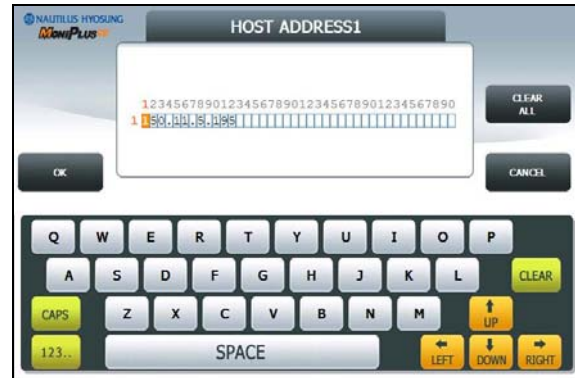 NAUTILUS HYOSUNG
MoniPlus
HOST ADDRESS1
1234567890123456789012345678901234567890
1 150.11.5.195
CLEAR ALL
OK
CANCEL
Q W E R T Y U I O P
A S D F G H J K L CLEAR
CAPS Z X C V B N M UP
123.. SPACE LEFT DOWN RIGHT